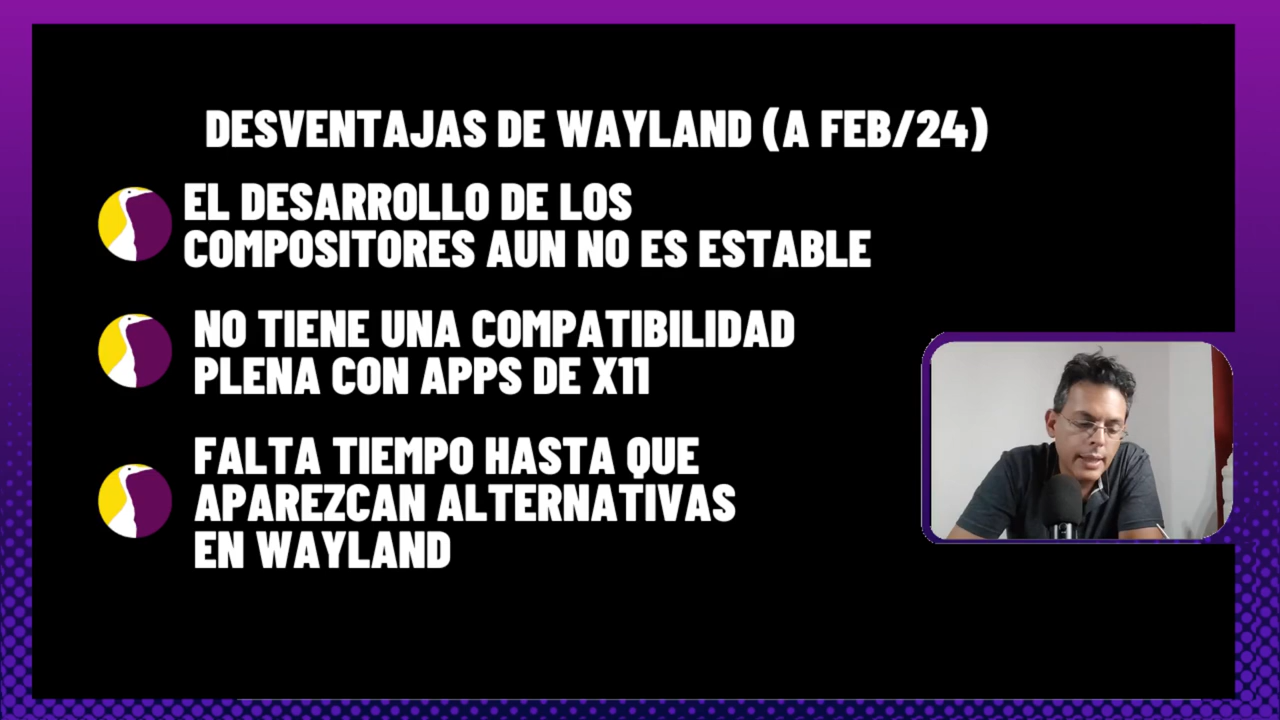 DESVENTAJAS DE WAYLAND (A FEB/24)
EL DESARROLLO DE LOS
COMPOSITORES AUN NO ES ESTABLE
NO TIENE UNA COMPATIBILIDAD
PLENA CON APPS DE X11
FALTA TIEMPO HASTA QUE
APAREZCAN ALTERNATIVAS
EN WAYLAND